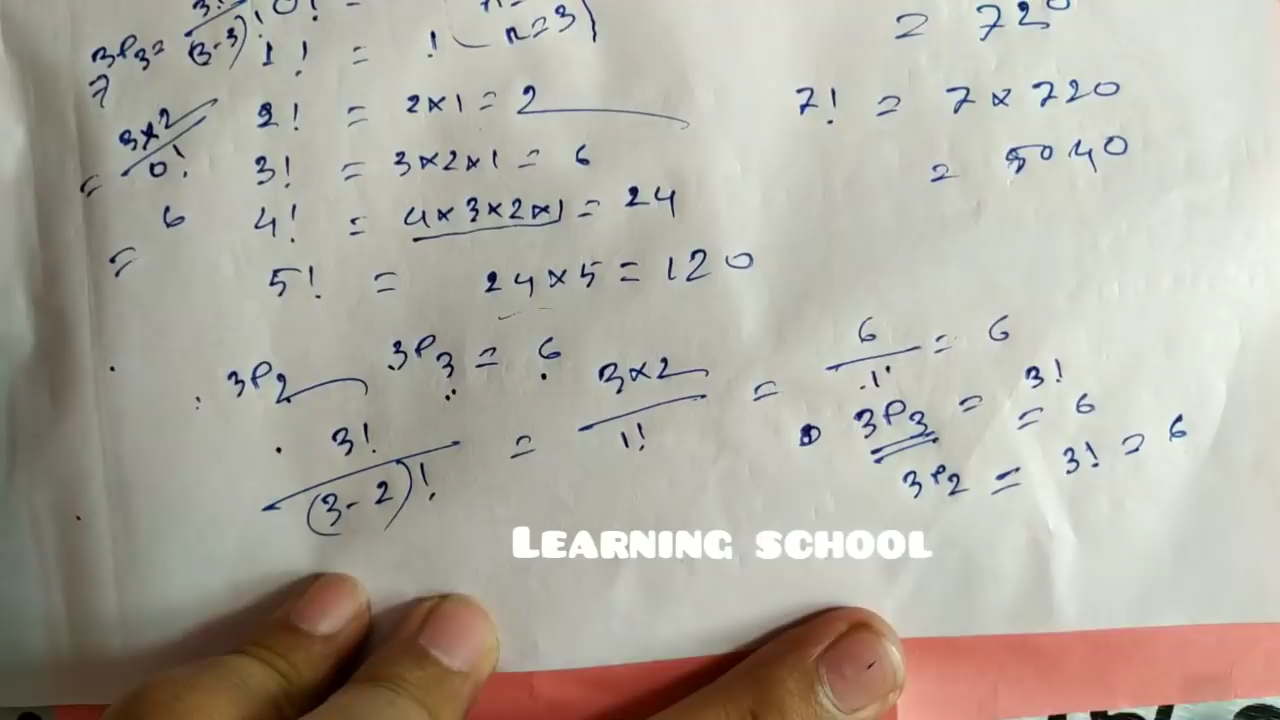 3P3 = 3! / (3-3)!
0! =
1! = 1
n=3
= 720
7
= 3×2 / 0!
2! = 2×1 = 2
7! = 7 × 720
3! = 3×2×1 = 6
= 5040
= 6
4! = 4×3×2×1 = 24
5! = 24×5 = 120
3P2
3P3 = 6
3! / (3-2)! = 3×2 / 1! = 6 / 1 = 6
3P3 = 3!
= 6
3P2 = 3! = 6
LEARNING SCHOOL